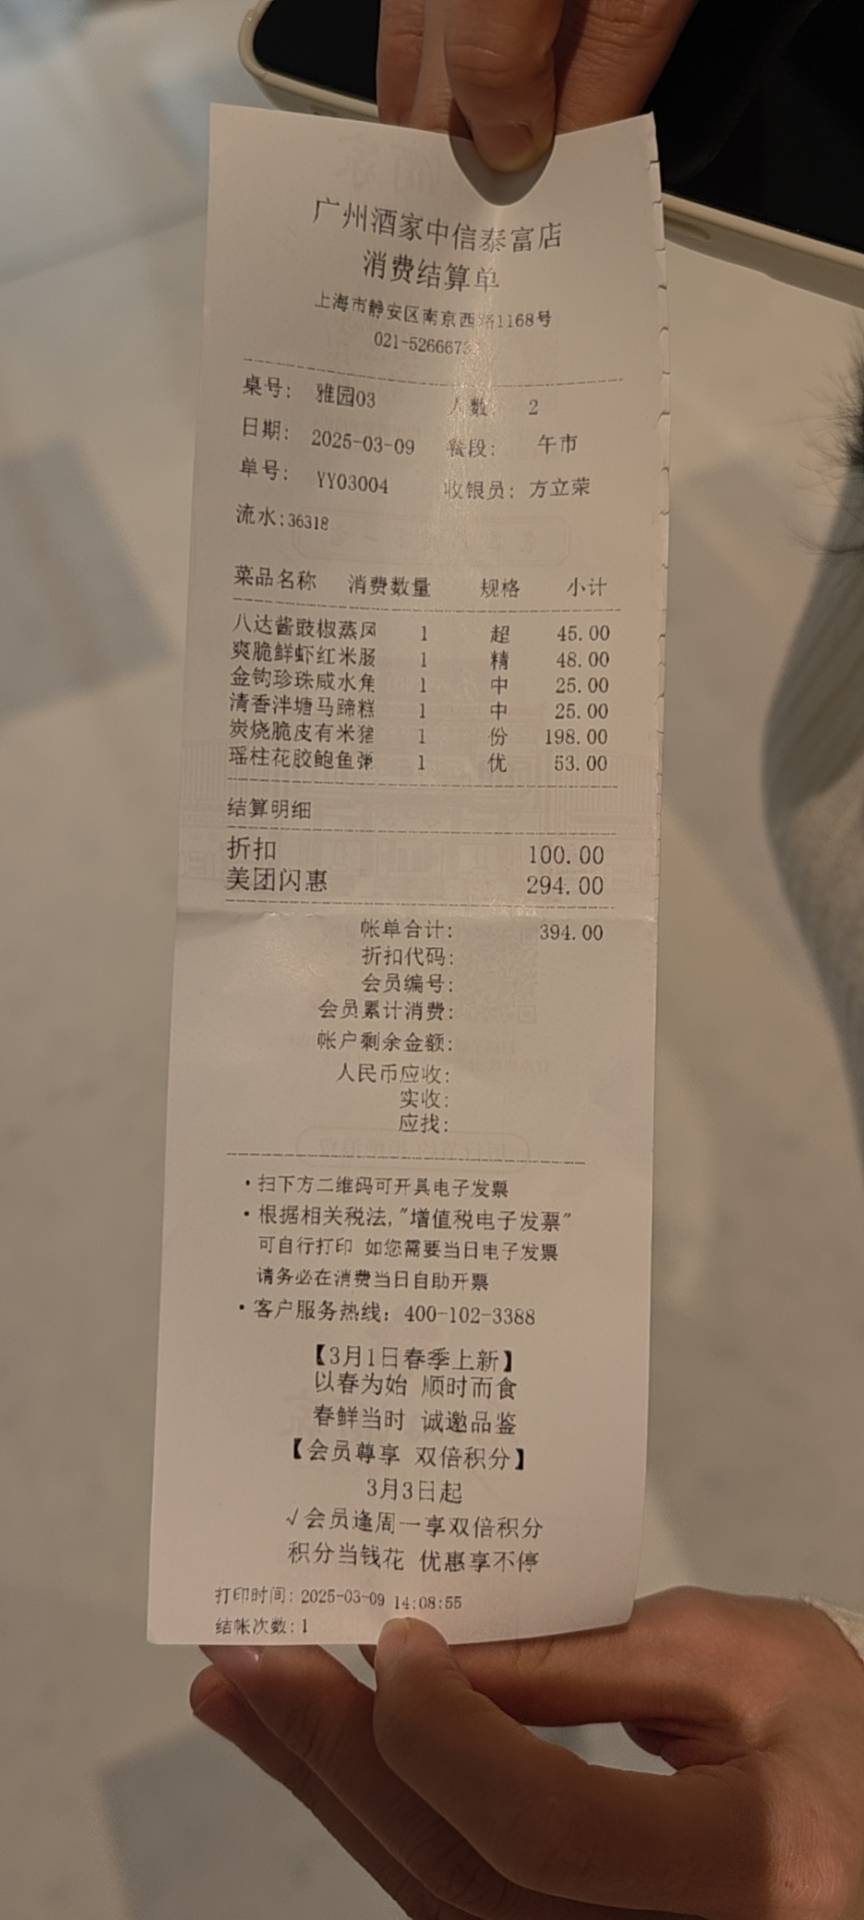 广州酒家中信泰富店
消费结算单
上海市静安区南京西路1168号
021-5266673
桌号： 雅园03 人数： 2
日期： 2025-03-09 餐段： 午市
单号： YY03004 收银员：方立荣
流水:36318
菜品名称 消费数量 规格 小计
八达酱豉椒蒸凤 1 超 45.00
爽脆鲜虾红米肠 1 精 48.00
金钩珍珠咸水角 1 中 25.00
清香泮塘马蹄糕 1 中 25.00
炭烧脆皮有米猪 1 份 198.00
瑶柱花胶鲍鱼粥 1 优 53.00
结算明细
折扣 100.00
美团闪惠 294.00
帐单合计: 394.00
折扣代码:
会员编号:
会员累计消费:
帐户剩余金额:
人民币应收:
实收:
应找:
·扫下方二维码可开具电子发票
·根据相关税法,"增值税电子发票"
可自行打印 如您需要当日电子发票
请务必在消费当日自助开票
·客户服务热线：400-102-3388
【3月1日春季上新】
以春为始 顺时而食
春鲜当时 诚邀品鉴
【会员尊享 双倍积分】
3月3日起
√会员逢周一享双倍积分
积分当钱花 优惠享不停
打印时间: 2025-03-09 14:08:55
结帐次数:1